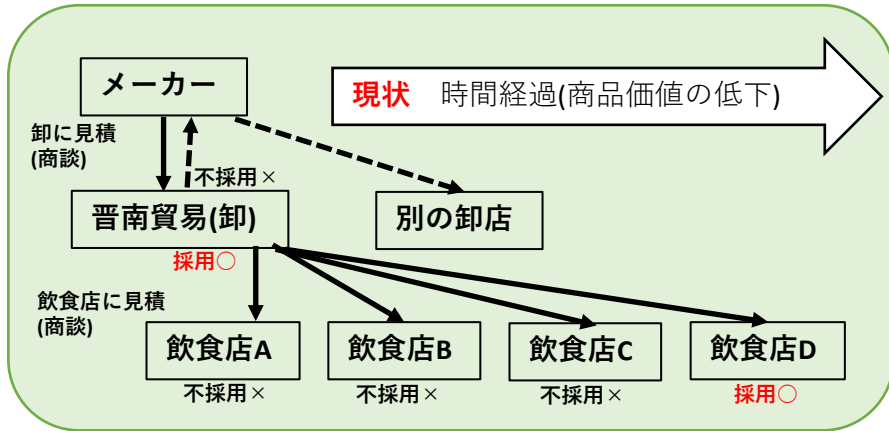 メーカー
現状 時間経過(商品価値の低下)
卸に見積
(商談)
不採用×
晋南貿易(卸)
別の卸店
採用○
飲食店に見積
(商談)
飲食店A
飲食店B
飲食店C
飲食店D
不採用×
不採用×
不採用×
採用○